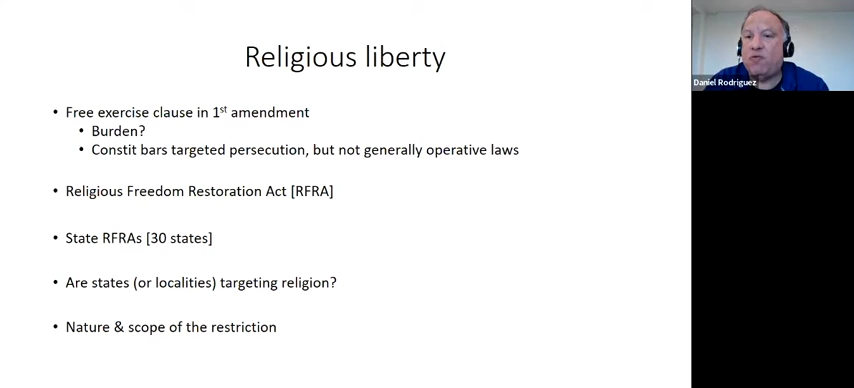 Religious liberty
Daniel Rodriguez
• Free exercise clause in 1st amendment
• Burden?
• Constit bars targeted persecution, but not generally operative laws
• Religious Freedom Restoration Act [RFRA]
• State RFRAs [30 states]
• Are states (or localities) targeting religion?
• Nature & scope of the restriction